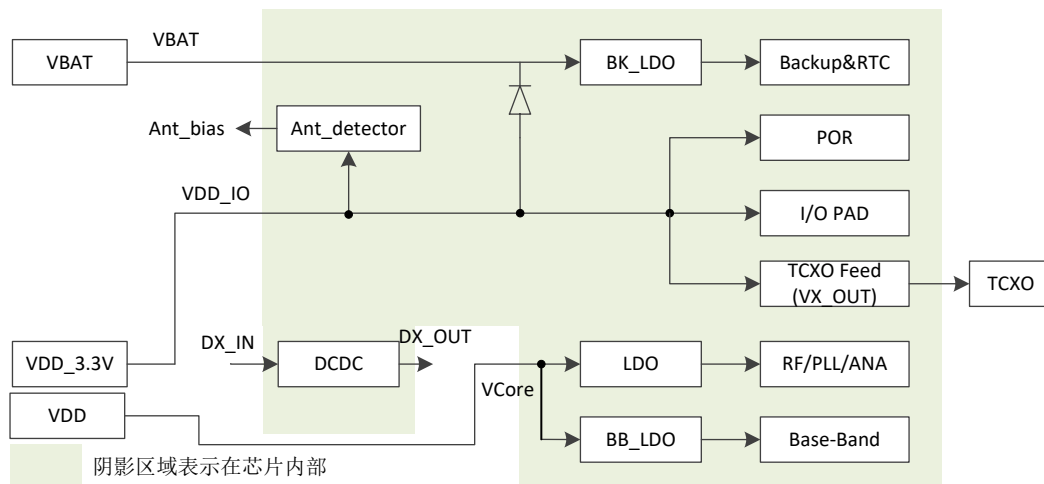 VBAT
VBAT
BK_LDO
Backup&RTC
Ant_bias
Ant_detector
POR
VDD_IO
I/O PAD
TCXO Feed
(VX_OUT)
TCXO
DX_IN
DX_OUT
VDD_3.3V
DCDC
LDO
RF/PLL/ANA
VCore
VDD
BB_LDO
Base-Band
阴影区域表示在芯片内部